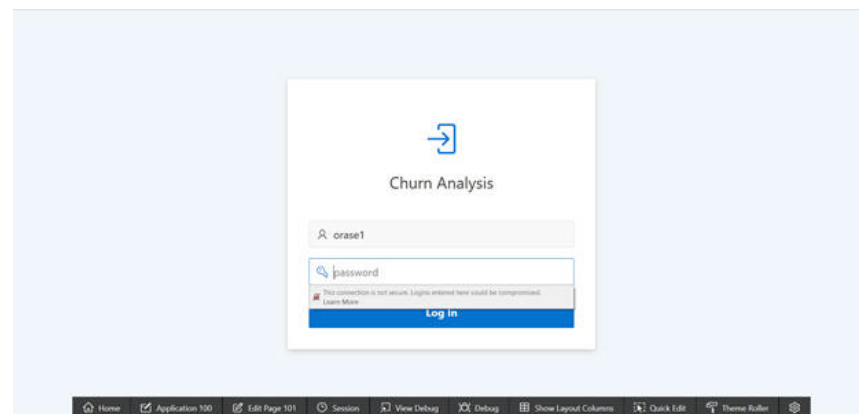 Churn Analysis
orase1
password
This connection is not secure. Logins entered here could be compromised.
Learn More
Log In
Home Application 100 Edit Page 101 Session View Debug Debug Show Layout Columns Quick Edit Theme Roller